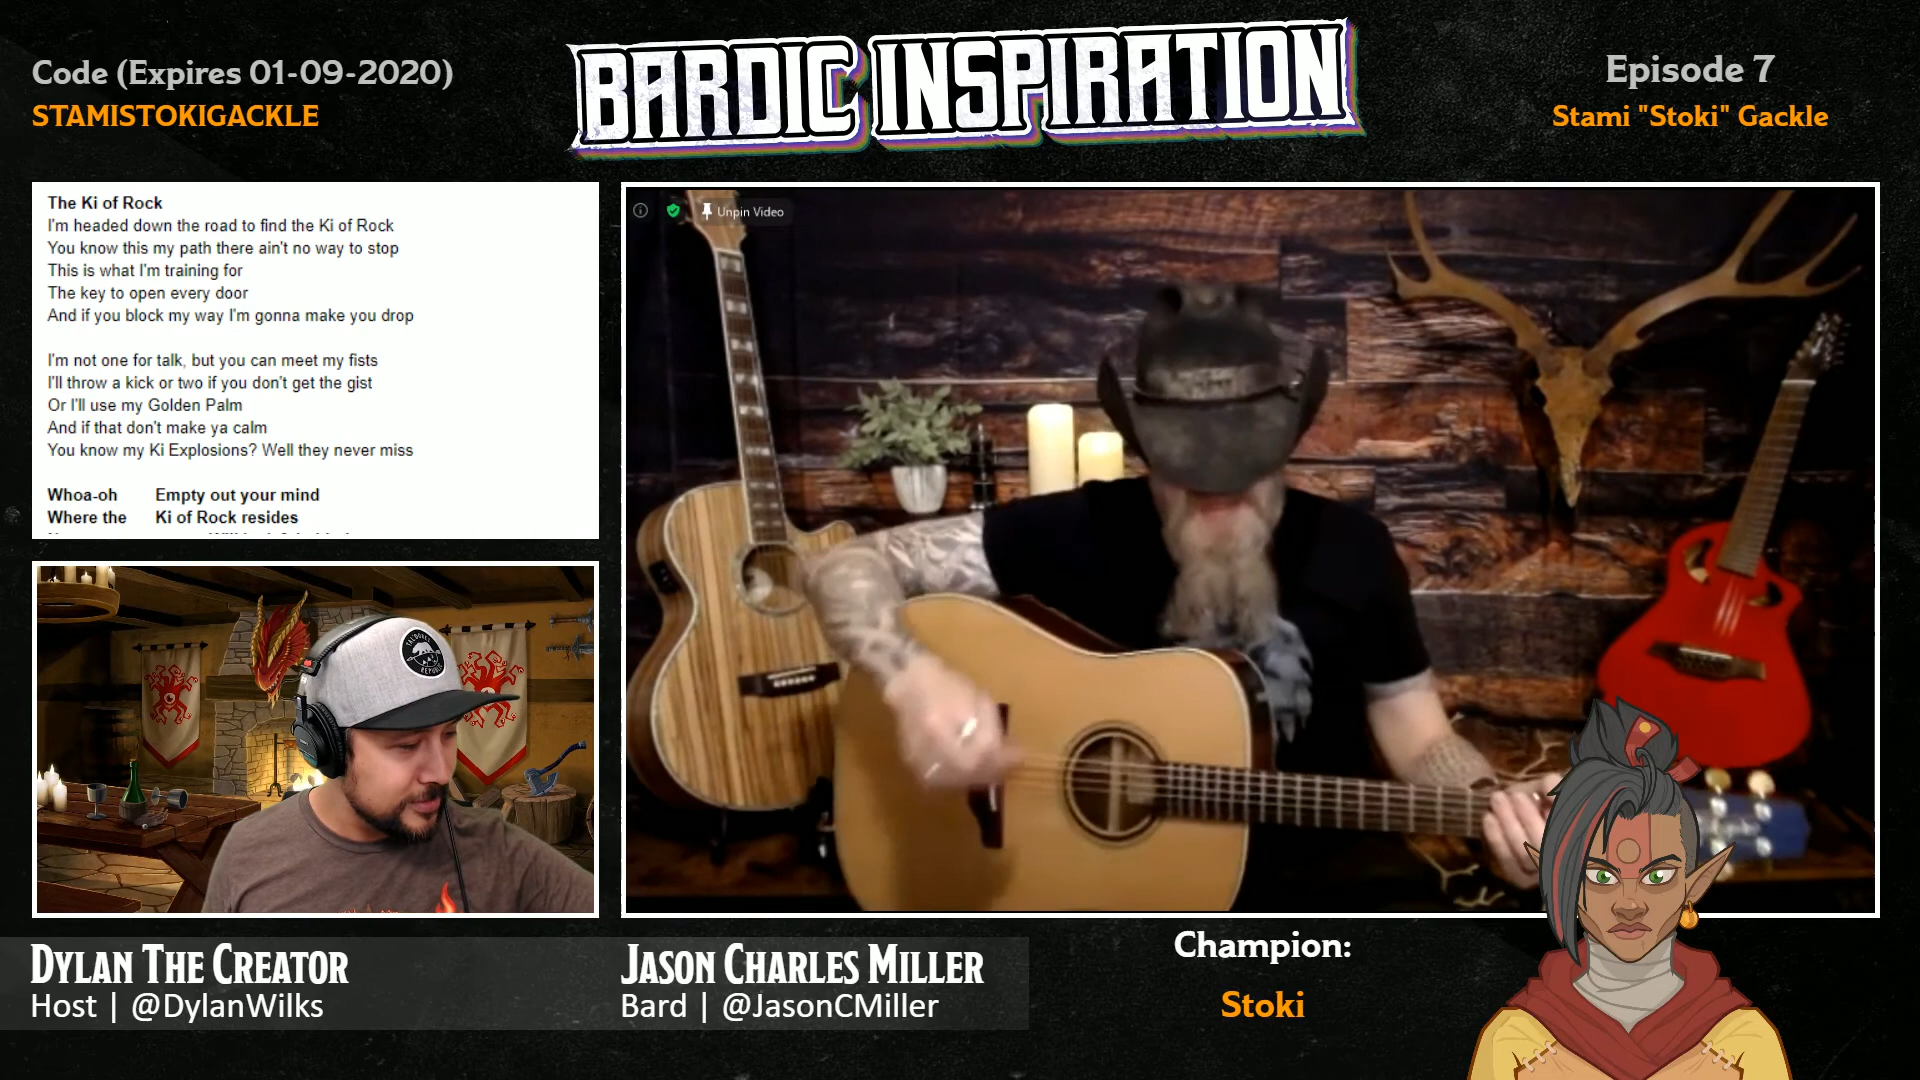 Code (Expires 01-09-2020)
STAMISTOKIGACKLE
BARDIC INSPIRATION
Episode 7
Stami "Stoki" Gackle
The Ki of Rock
I'm headed down the road to find the Ki of Rock
You know this my path there ain't no way to stop
This is what I'm training for
The key to open every door
And if you block my way I'm gonna make you drop
I'm not one for talk, but you can meet my fists
I'll throw a kick or two if you don't get the gist
Or I'll use my Golden Palm
And if that don't make ya calm
You know my Ki Explosions? Well they never miss
Whoa-oh Empty out your mind
Where the Ki of Rock resides
Unpin Video
TAL'DOREI
REPUBLIC
DYLAN THE CREATOR
Host | @DylanWilks
JASON CHARLES MILLER
Bard | @JasonCMiller
Champion:
Stoki